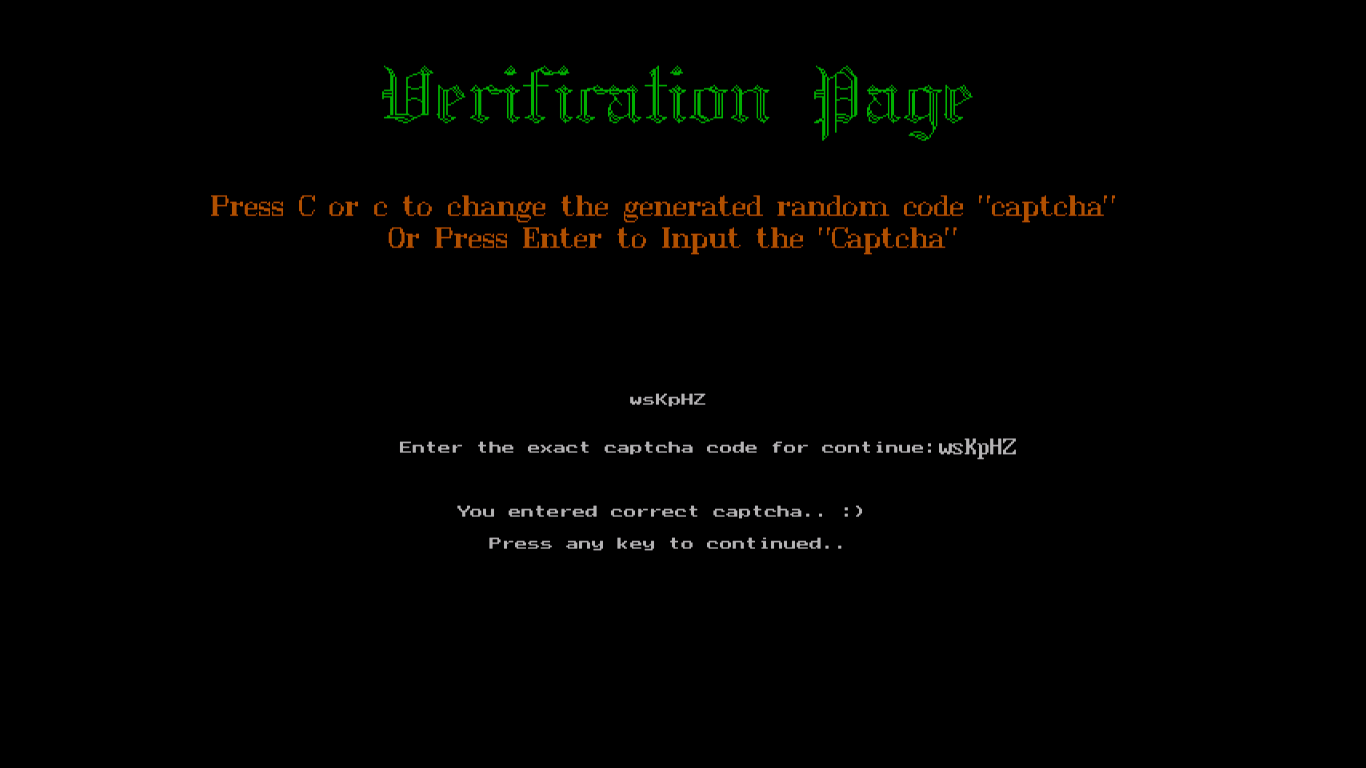 Verification Page
Press C or c to change the generated random code "captcha"
Or Press Enter to Input the "Captcha"
wsKpHZ
Enter the exact captcha code for continue:wsKpHZ
You entered correct captcha.. :)
Press any key to continued..